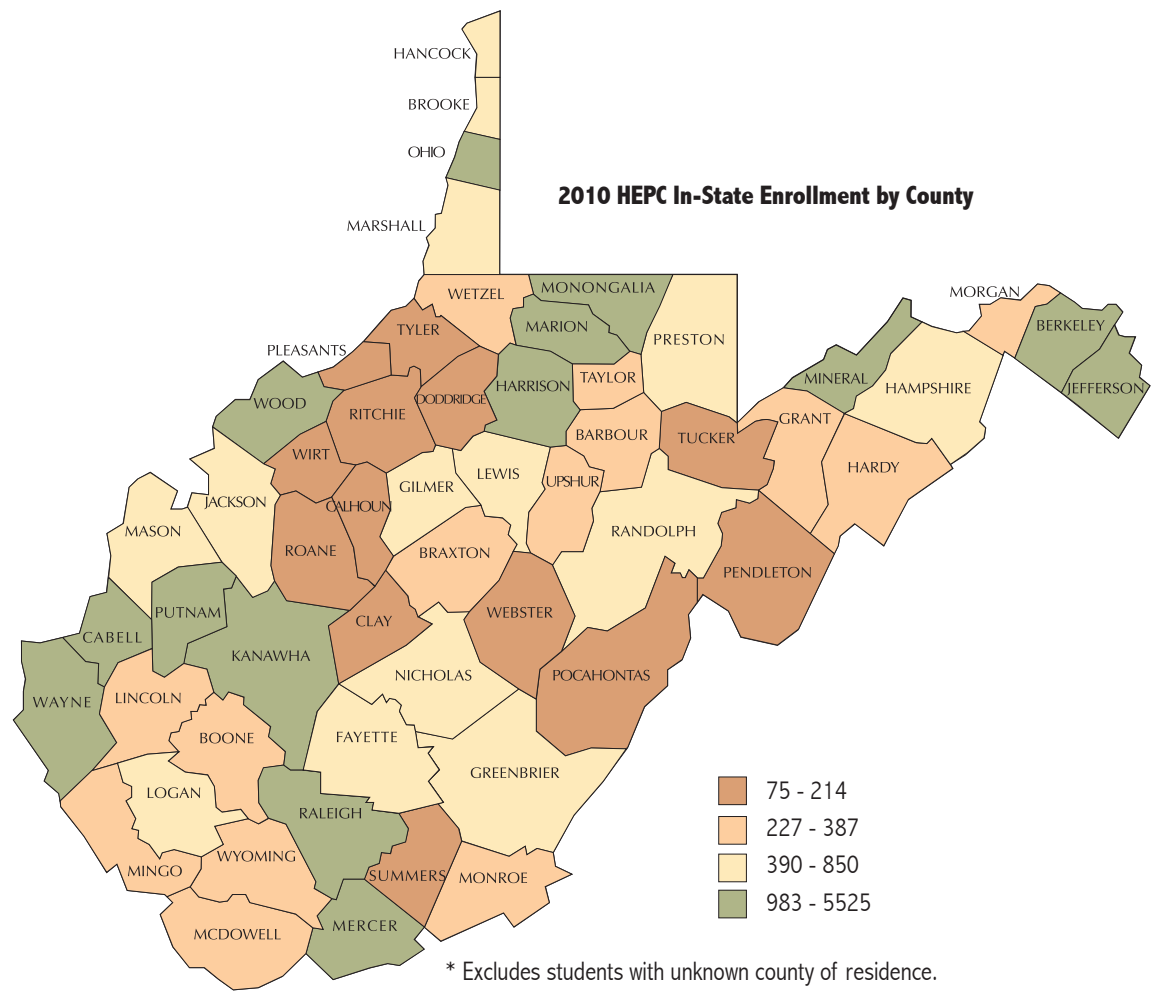 HANCOCK
BROOKE
OHIO
2010 HEPC In-State Enrollment by County
MARSHALL
WETZEL
MONONGALIA
MORGAN
TYLER
MARION
BERKELEY
PRESTON
PLEASANTS
HARRISON
TAYLOR
MINERAL
HAMPSHIRE
JEFFERSON
WOOD
RITCHIE
DODDRIDGE
GRANT
BARBOUR
TUCKER
WIRT
HARDY
LEWIS
UPSHUR
GILMER
JACKSON
CALHOUN
MASON
RANDOLPH
ROANE
BRAXTON
PENDLETON
PUTNAM
WEBSTER
CLAY
CABELL
KANAWHA
NICHOLAS
POCAHONTAS
LINCOLN
WAYNE
BOONE
FAYETTE
GREENBRIER
LOGAN
75 - 214
RALEIGH
227 - 387
WYOMING
390 - 850
MINGO
SUMMERS
MONROE
983 - 5525
MERCER
MCDOWELL
* Excludes students with unknown county of residence.